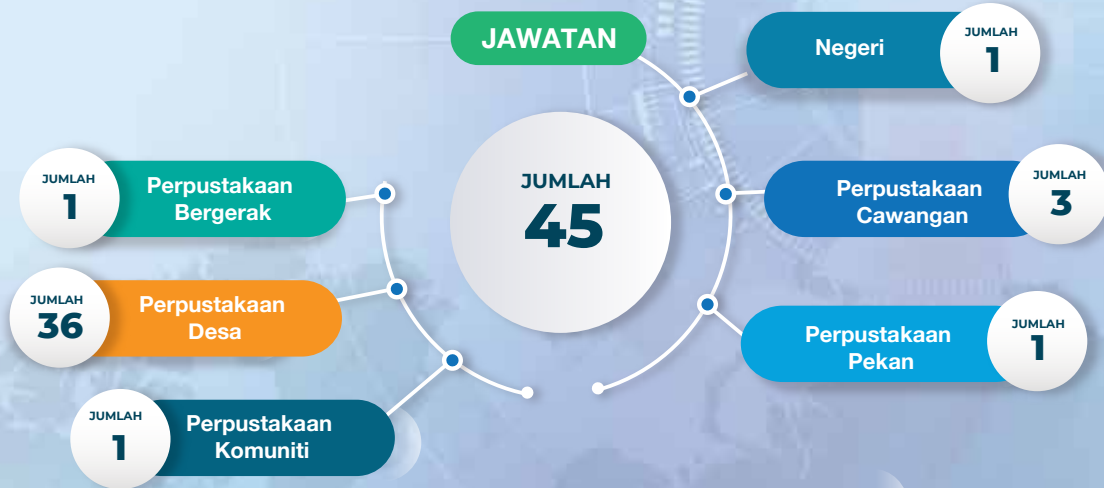 JAWATAN
Negeri
JUMLAH
1
JUMLAH
1
Perpustakaan
Bergerak
JUMLAH
45
Perpustakaan
Cawangan
JUMLAH
3
JUMLAH
36
Perpustakaan
Desa
Perpustakaan
Pekan
JUMLAH
1
JUMLAH
1
Perpustakaan
Komuniti